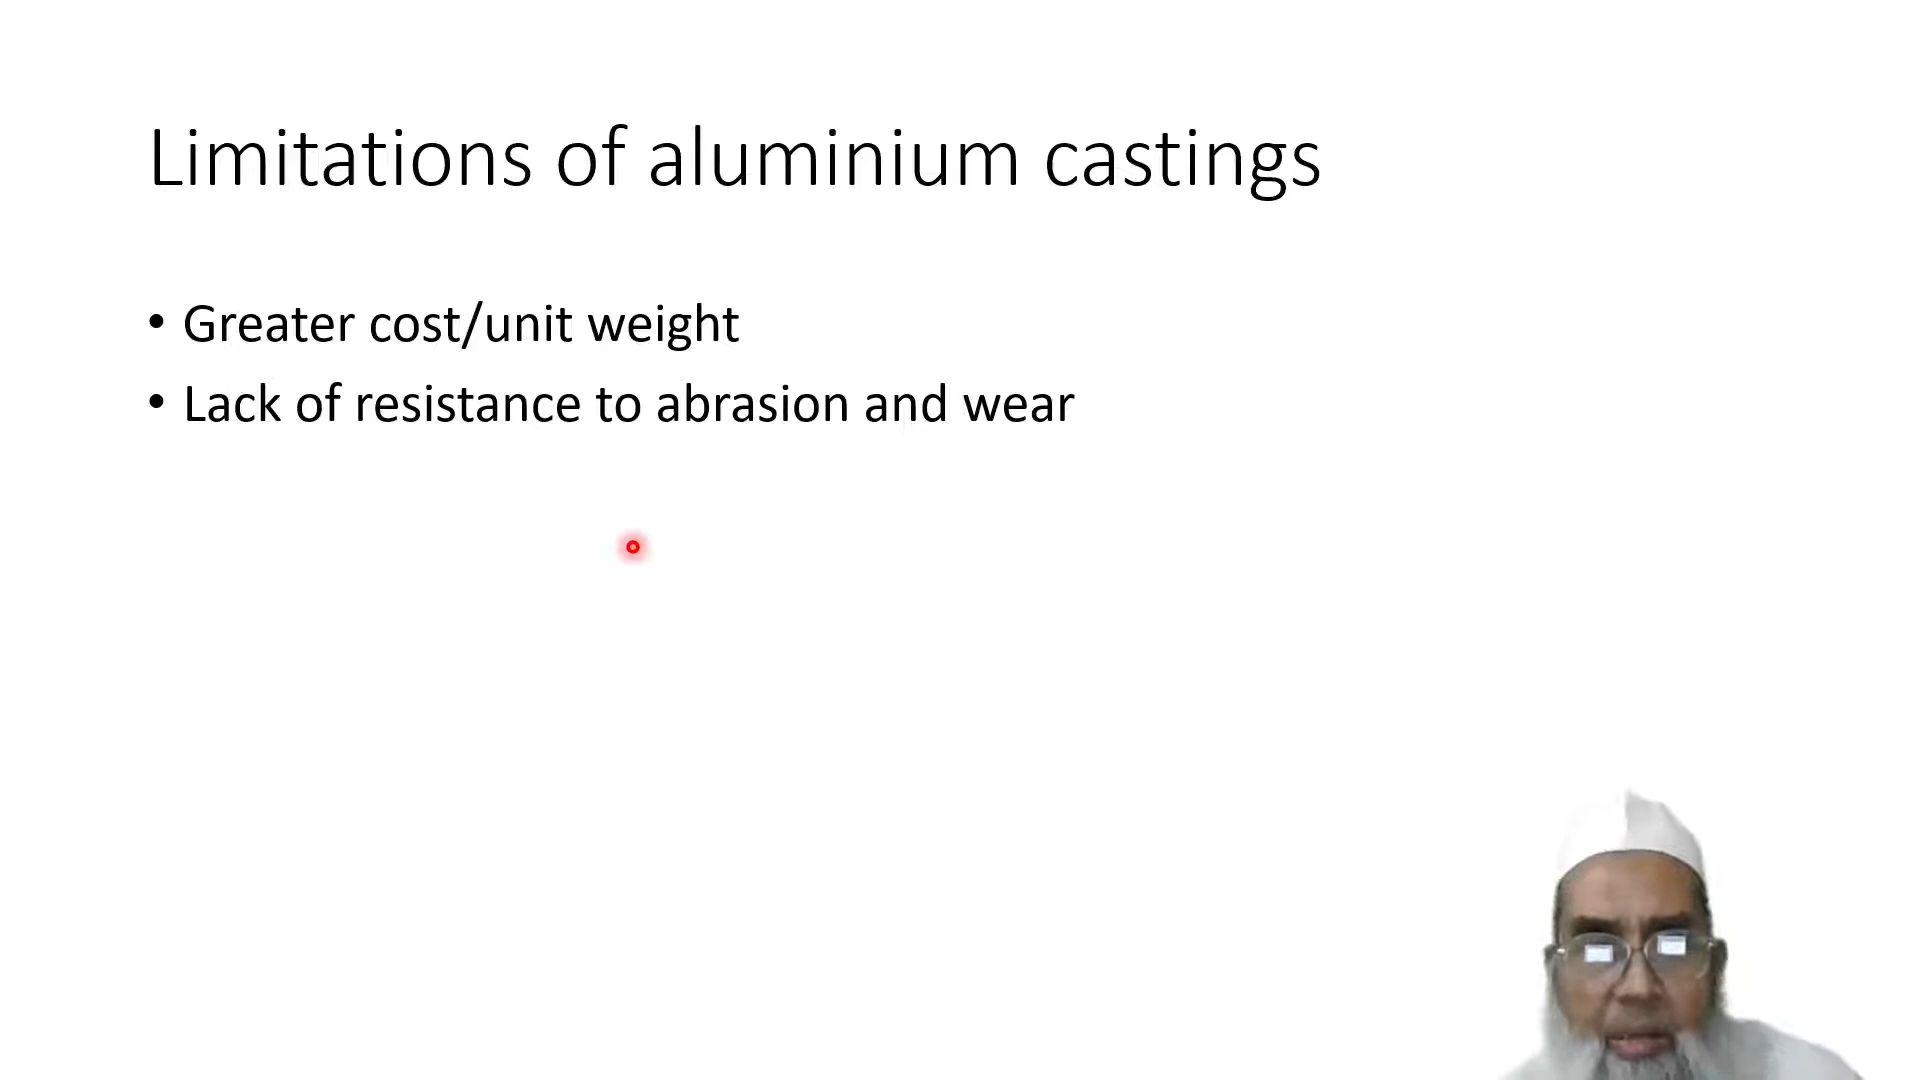 Limitations of aluminium castings
• Greater cost/unit weight
• Lack of resistance to abrasion and wear